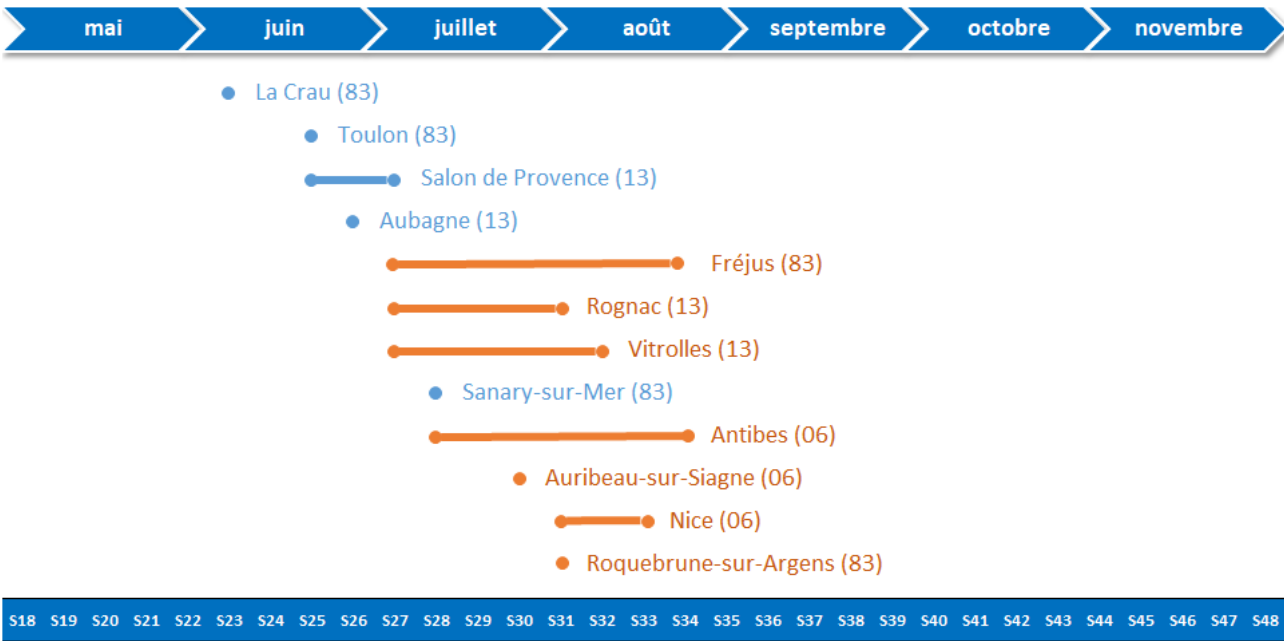 mai juin juillet août septembre octobre novembre
La Crau (83)
Toulon (83)
Salon de Provence (13)
Aubagne (13)
Fréjus (83)
Rognac (13)
Vitrolles (13)
Sanary-sur-Mer (83)
Antibes (06)
Auribeau-sur-Siagne (06)
Nice (06)
Roquebrune-sur-Argens (83)
S18 S19 S20 S21 S22 S23 S24 S25 S26 S27 S28 S29 S30 S31 S32 S33 S34 S35 S36 S37 S38 S39 S40 S41 S42 S43 S44 S45 S46 S47 S48